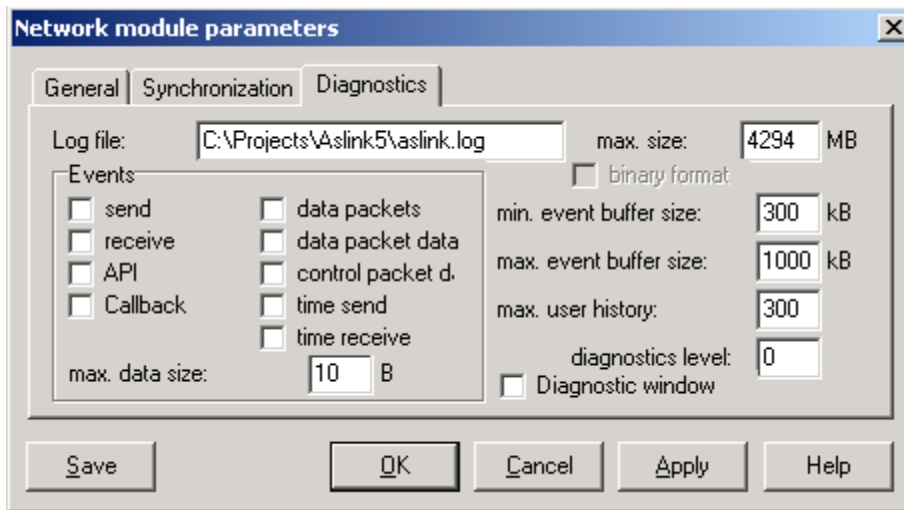 Network module parameters
General Synchronization Diagnostics
Log file: C:\Projects\Aslink5\aslink.log max. size: 4294 MB
binary format
Events
send data packets
receive data packet data
API control packet d
Callback time send
time receive
max. data size: 10 B
min. event buffer size: 300 kB
max. event buffer size: 1000 kB
max. user history: 300
diagnostics level: 0
Diagnostic window
Save OK Cancel Apply Help